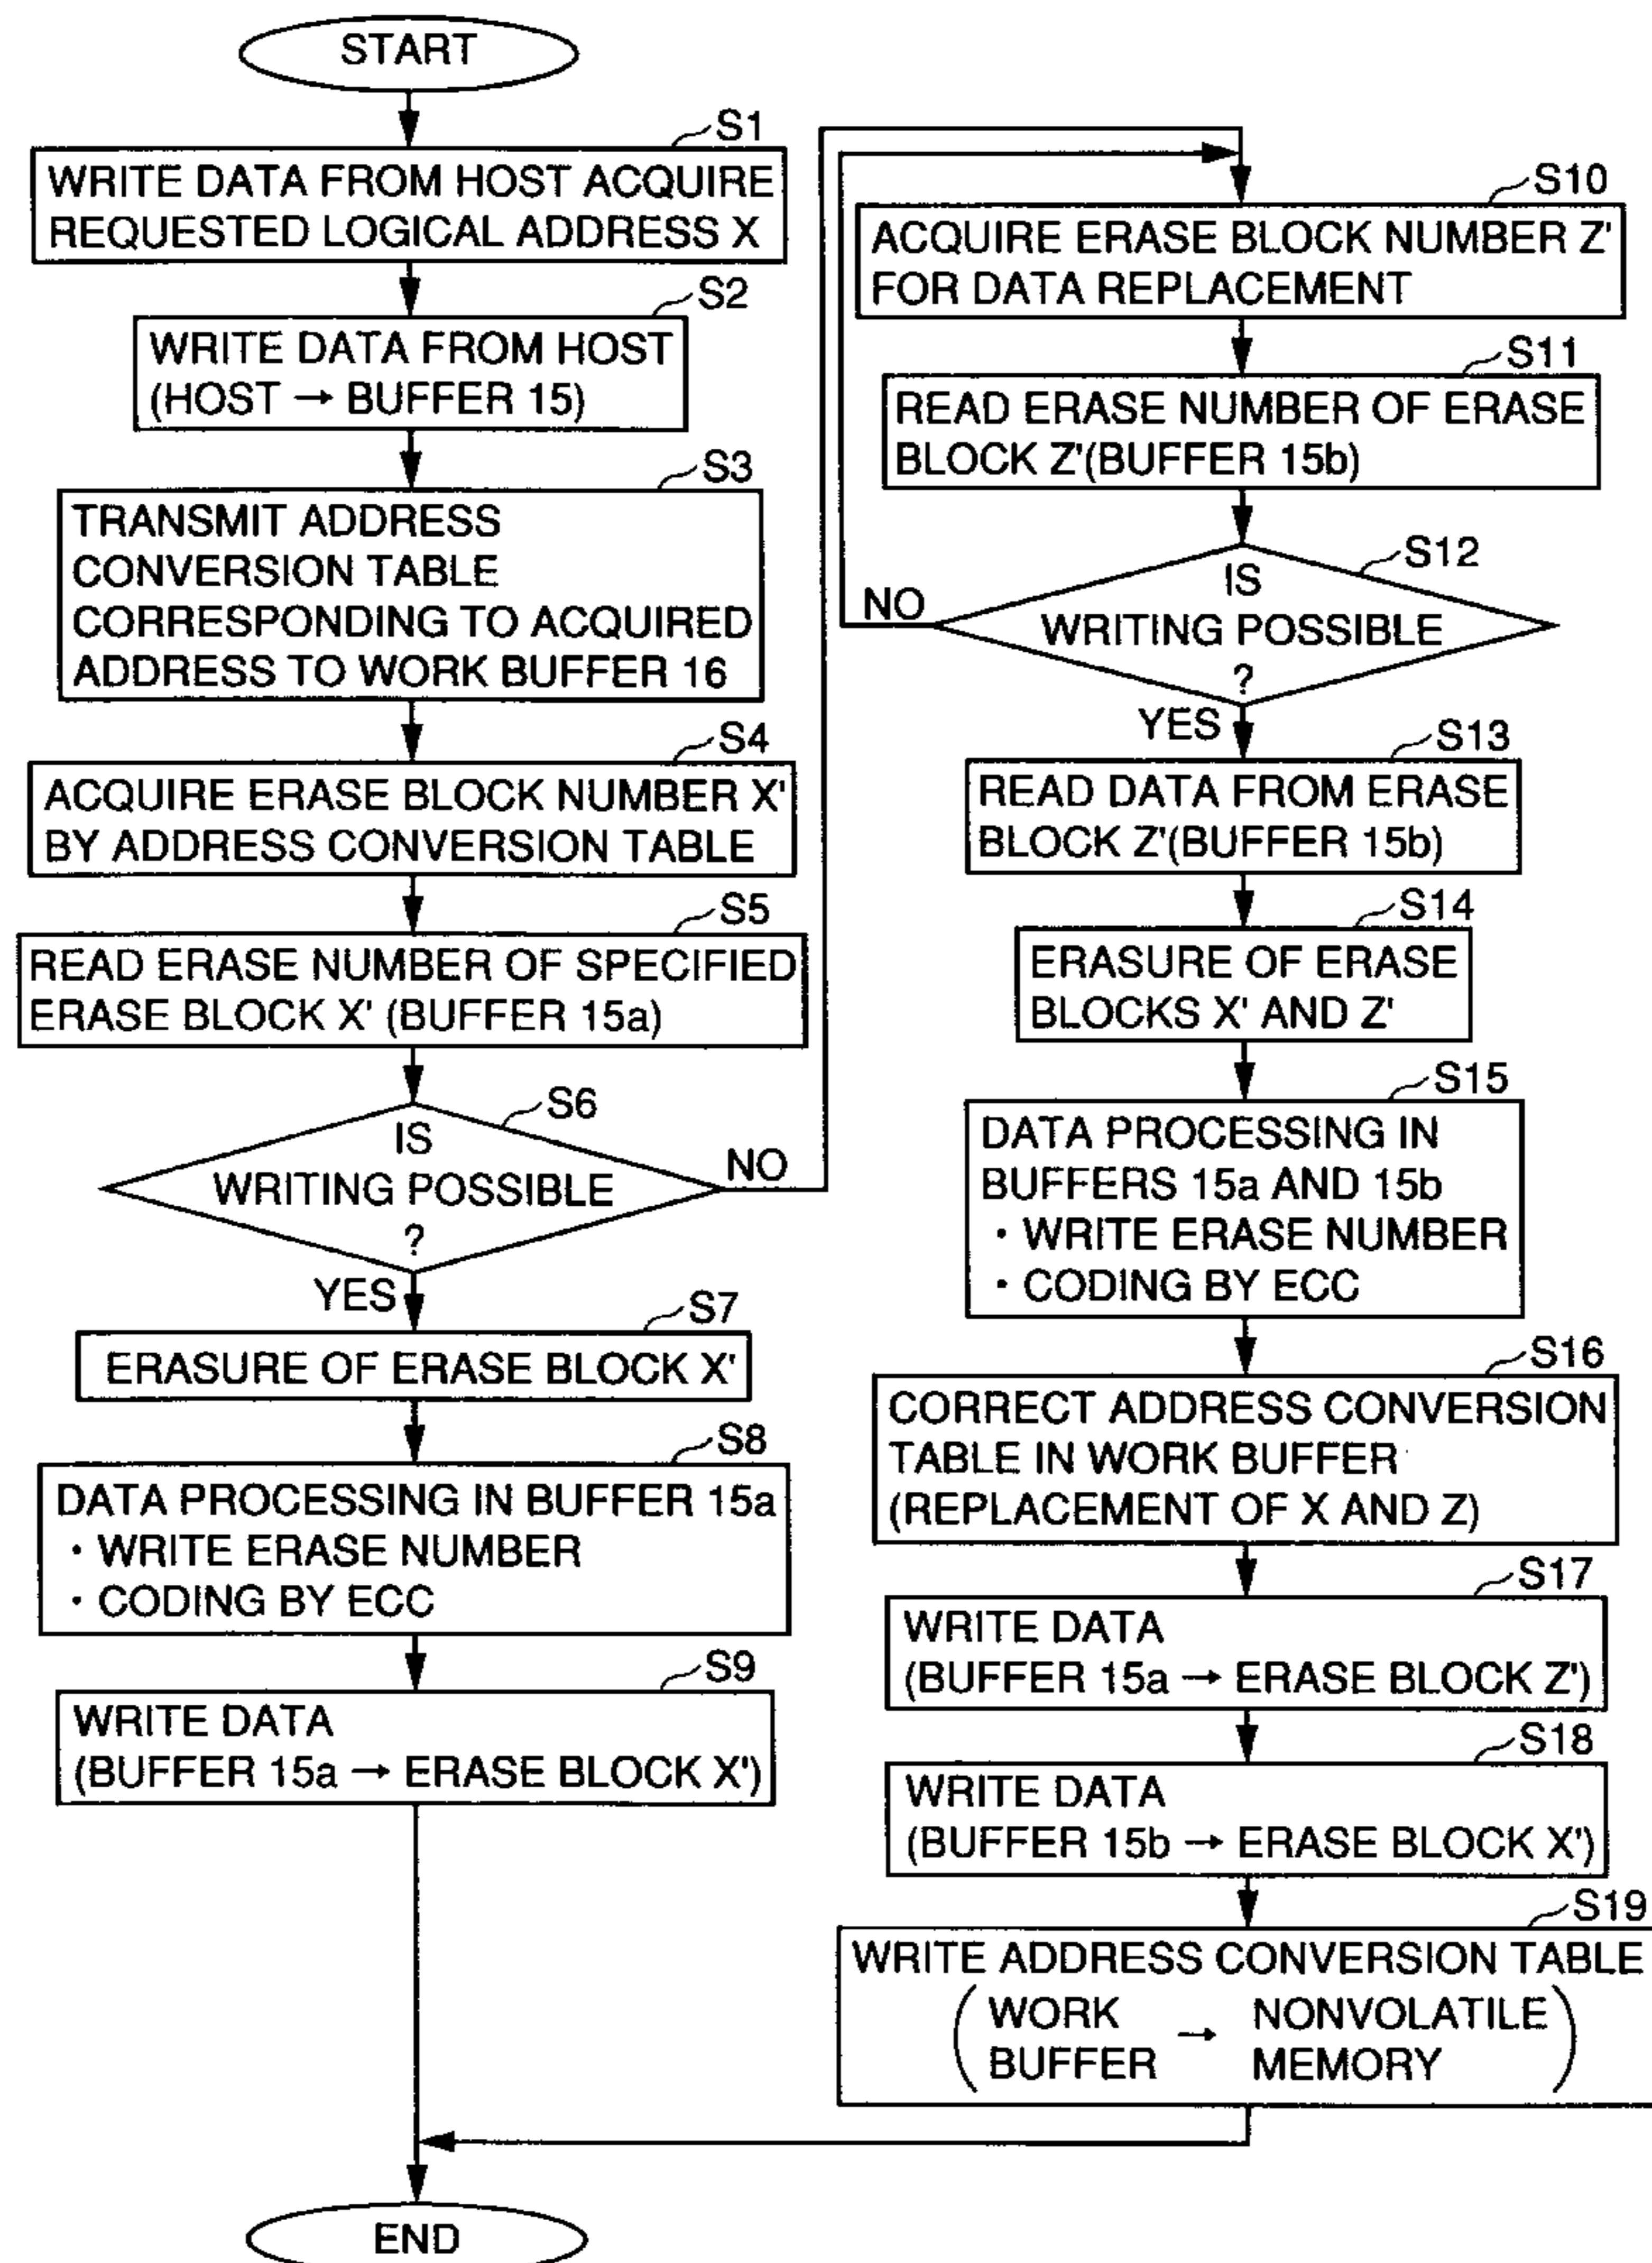 START
S1
WRITE DATA FROM HOST ACQUIRE
REQUESTED LOGICAL ADDRESS X
S2
WRITE DATA FROM HOST
(HOST → BUFFER 15)
S3
TRANSMIT ADDRESS
CONVERSION TABLE
CORRESPONDING TO ACQUIRED
ADDRESS TO WORK BUFFER 16
S4
ACQUIRE ERASE BLOCK NUMBER X'
BY ADDRESS CONVERSION TABLE
S5
READ ERASE NUMBER OF SPECIFIED
ERASE BLOCK X' (BUFFER 15a)
S6
IS
WRITING POSSIBLE
?
NO
YES
S7
ERASURE OF ERASE BLOCK X'
S8
DATA PROCESSING IN BUFFER 15a
・WRITE ERASE NUMBER
・CODING BY ECC
S9
WRITE DATA
(BUFFER 15a → ERASE BLOCK X')
S10
ACQUIRE ERASE BLOCK NUMBER Z'
FOR DATA REPLACEMENT
S11
READ ERASE NUMBER OF ERASE
BLOCK Z'(BUFFER 15b)
S12
IS
WRITING POSSIBLE
?
NO
YES
S13
READ DATA FROM ERASE
BLOCK Z'(BUFFER 15b)
S14
ERASURE OF ERASE
BLOCKS X' AND Z'
S15
DATA PROCESSING IN
BUFFERS 15a AND 15b
・WRITE ERASE NUMBER
・CODING BY ECC
S16
CORRECT ADDRESS CONVERSION
TABLE IN WORK BUFFER
(REPLACEMENT OF X AND Z)
S17
WRITE DATA
(BUFFER 15a → ERASE BLOCK Z')
S18
WRITE DATA
(BUFFER 15b → ERASE BLOCK X')
S19
WRITE ADDRESS CONVERSION TABLE
(WORK BUFFER → NONVOLATILE MEMORY)
END